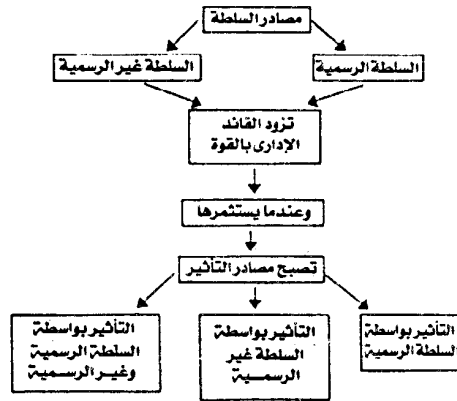 مصادر السلطة
السلطة الرسمية
السلطة غير الرسمية
تزود القائد
الإدارى بالقوة
وعندما يستثمرها
تصبح مصادر التأثير
التأثير بواسطة
السلطة الرسمية
التأثير بواسطة
السلطة غير
الرسمية
التأثير بواسطة
السلطة الرسمية
وغير الرسمية